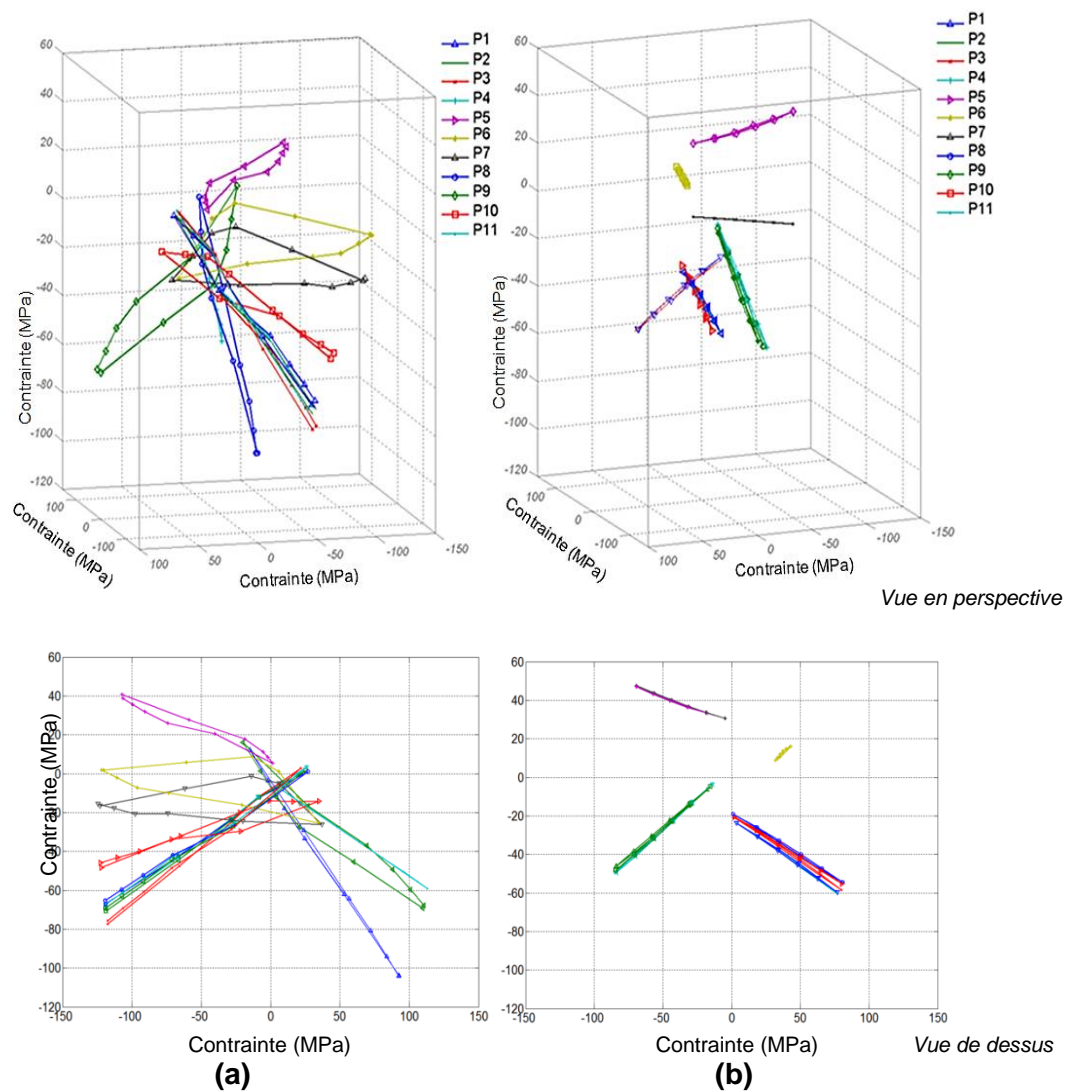 60
40
20
0
-20
-40
-60
-80
-100
-120
Contrainte (MPa)
100
0
-100
Contrainte (MPa)
100
50
0
-50
-100
-150
Contrainte (MPa)
P1
P2
P3
P4
P5
P6
P7
P8
P9
P10
P11
60
40
20
0
-20
-40
-60
-80
-100
-120
Contrainte (MPa)
100
0
-100
Contrainte (MPa)
100
50
0
-50
-100
-150
Contrainte (MPa)
P1
P2
P3
P4
P5
P6
P7
P8
P9
P10
P11
Vue en perspective
60
40
20
0
-20
-40
-60
-80
-100
-120
Contrainte (MPa)
-150
-100
-50
0
50
100
150
Contrainte (MPa)
(a)
60
40
20
0
-20
-40
-60
-80
-100
-120
-150
-100
-50
0
50
100
150
Contrainte (MPa)
Vue de dessus
(b)